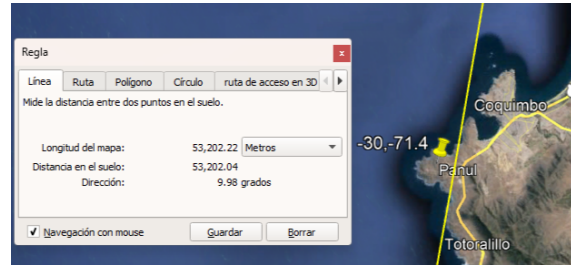 Regla
x
Línea Ruta Polígono Círculo ruta de acceso en 3D
Mide la distancia entre dos puntos en el suelo.
Longitud del mapa: 53,202.22 Metros
Distancia en el suelo: 53,202.04
Dirección: 9.98 grados
Navegación con mouse Guardar Borrar
Coquimbo
-30,-71.4
Panul
Totoralillo